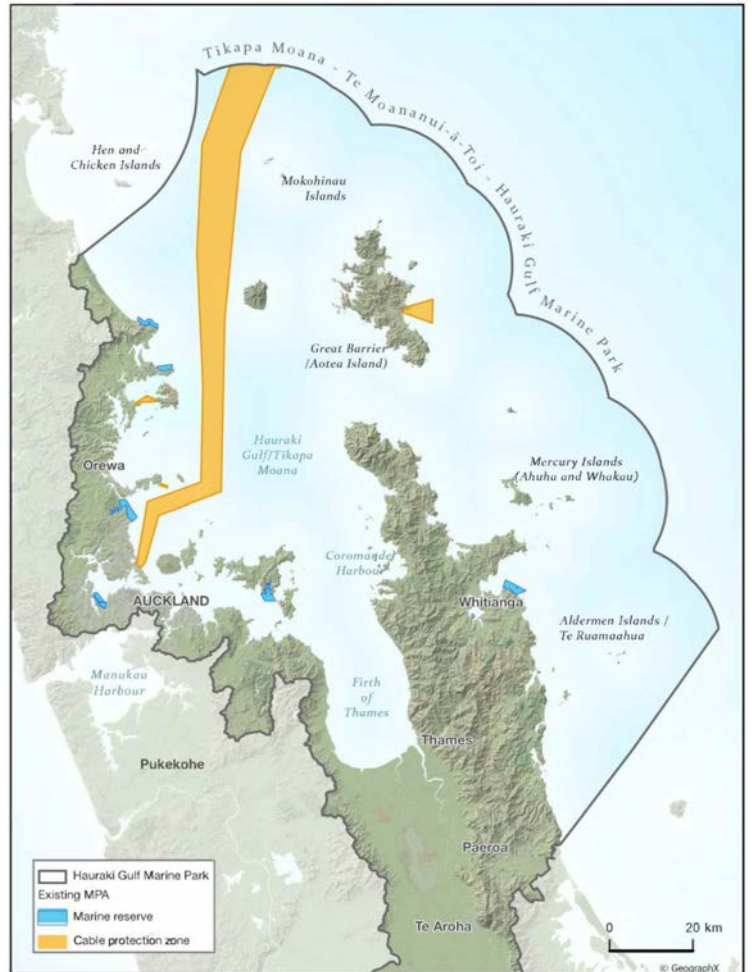 Tikapa Moana - Te Moananui-ā-Toi - Hauraki Gulf Marine Park
Hen and
Chicken Islands
Mokohinau
Islands
Great Barrier
/Aotea Island)
Orewa
Hauraki
Gulf/Tikapa
Moana
Mercury Islands
(Ahuhu and Whakau)
Coromandel
Harbour
AUCKLAND
Whitianga
Aldermen Islands /
Te Ruamaahua
Manukau
Harbour
Firth
of
Thames
Thames
Pukekohe
Paeroa
Te Aroha
Hauraki Gulf Marine Park
Existing MPA
Marine reserve
Cable protection zone
0 20 km
© GeographX